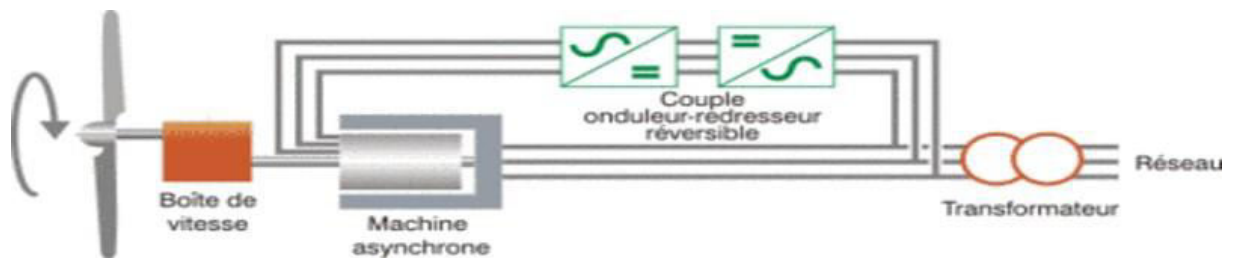 Couple
onduleur-redresseur
réversible
Réseau
Boîte de
vitesse
Transformateur
Machine
asynchrone